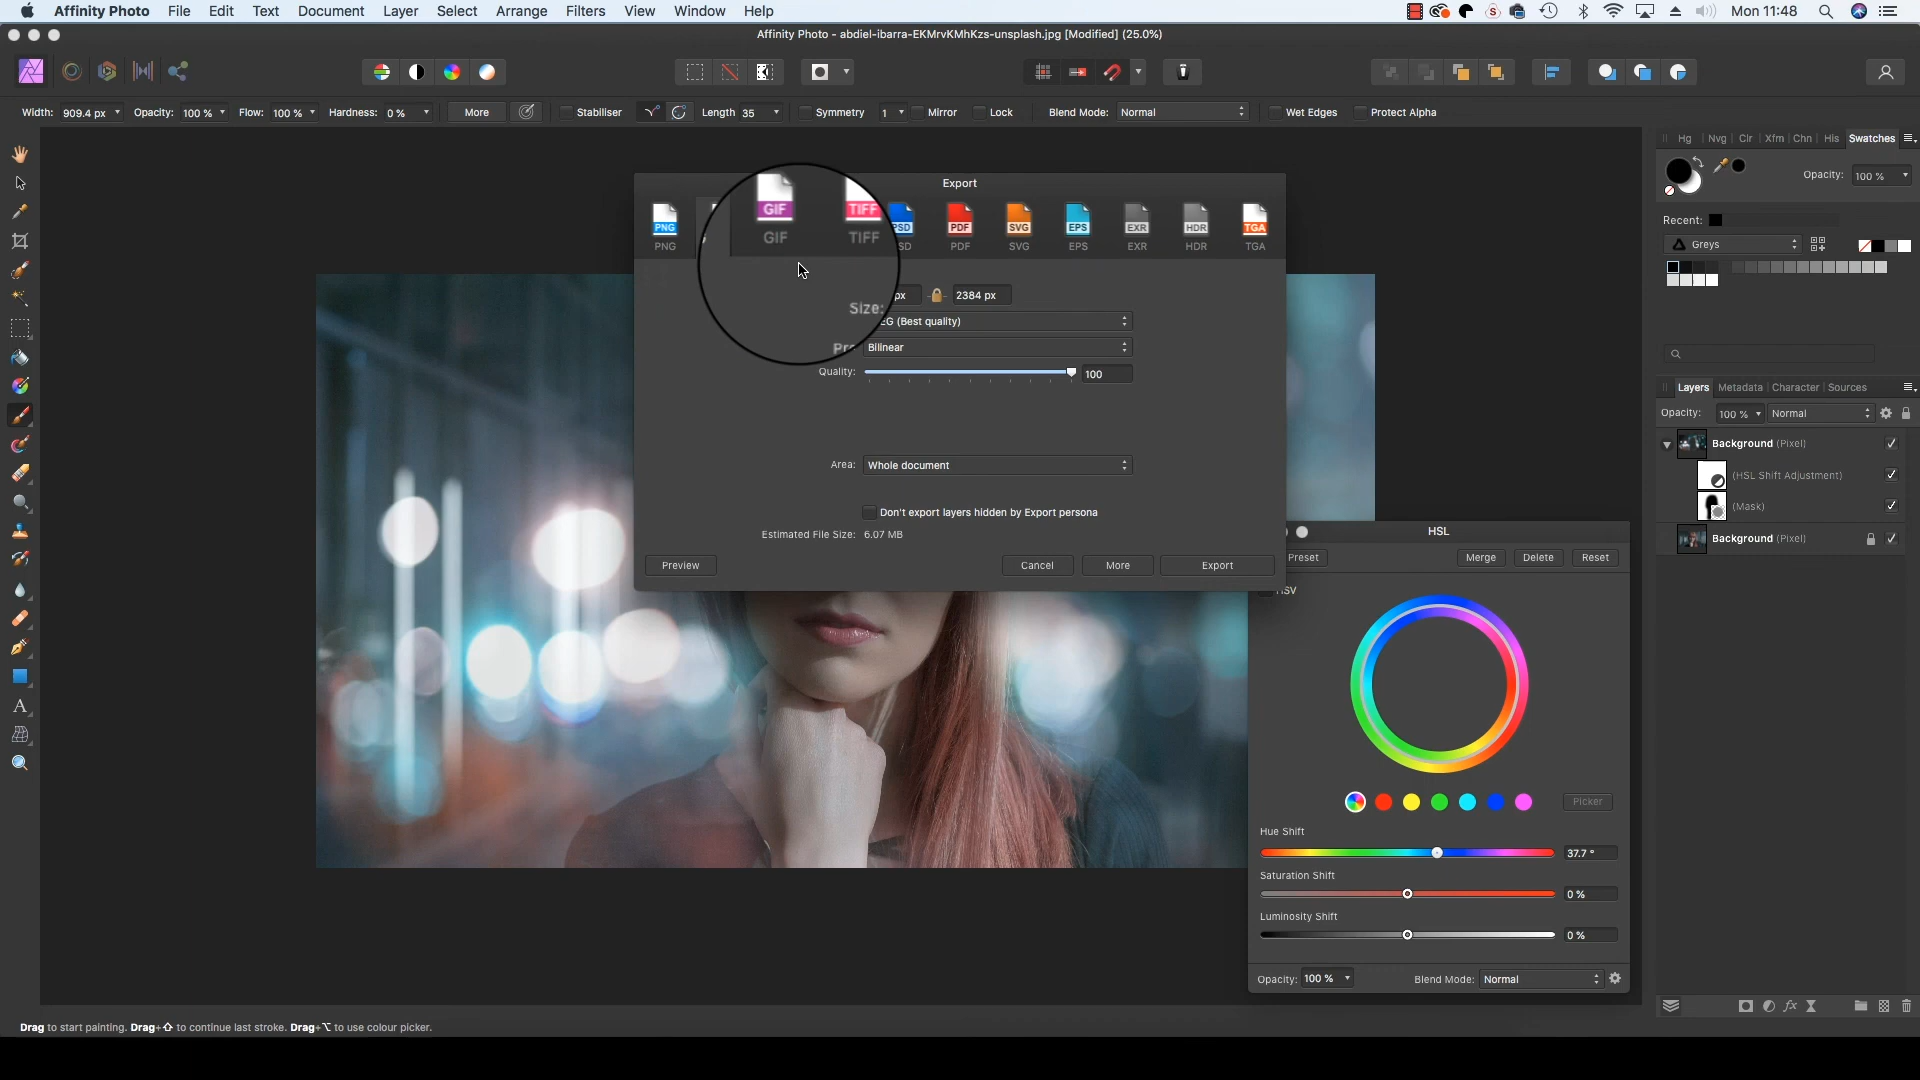 Affinity Photo File Edit Text Document Layer Select Arrange Filters View Window Help Mon 11:48
Affinity Photo - abdiel-ibarra-EKMrvKMhKzs-unsplash.jpg [Modified] (25.0%)
Width: 909.4 px Opacity: 100 % Flow: 100 % Hardness: 0 % More Stabiliser Length 35 Symmetry 1 Mirror Lock Blend Mode: Normal Wet Edges Protect Alpha
Hg Nvg Clr Xfm Chn His Swatches
Opacity: 100 %
Recent:
Greys
Export
PNG GIF TIFF PSD PDF SVG EPS EXR HDR TGA
PNG GIF TIFF SD PDF SVG EPS EXR HDR TGA
Size: px 2384 px
EG (Best quality)
Pr Bilinear
Quality: 100
Area: Whole document
Don't export layers hidden by Export persona
Estimated File Size: 6.07 MB
Preview Cancel More Export
Layers Metadata Character Sources
Opacity: 100 % Normal
Background (Pixel)
(HSL Shift Adjustment)
(Mask)
Background (Pixel)
HSL
Preset Merge Delete Reset
HSV
Picker
Hue Shift
37.7 °
Saturation Shift
0 %
Luminosity Shift
0 %
Opacity: 100 % Blend Mode: Normal
Drag to start painting. Drag+⇧ to continue last stroke. Drag+⌥ to use colour picker.